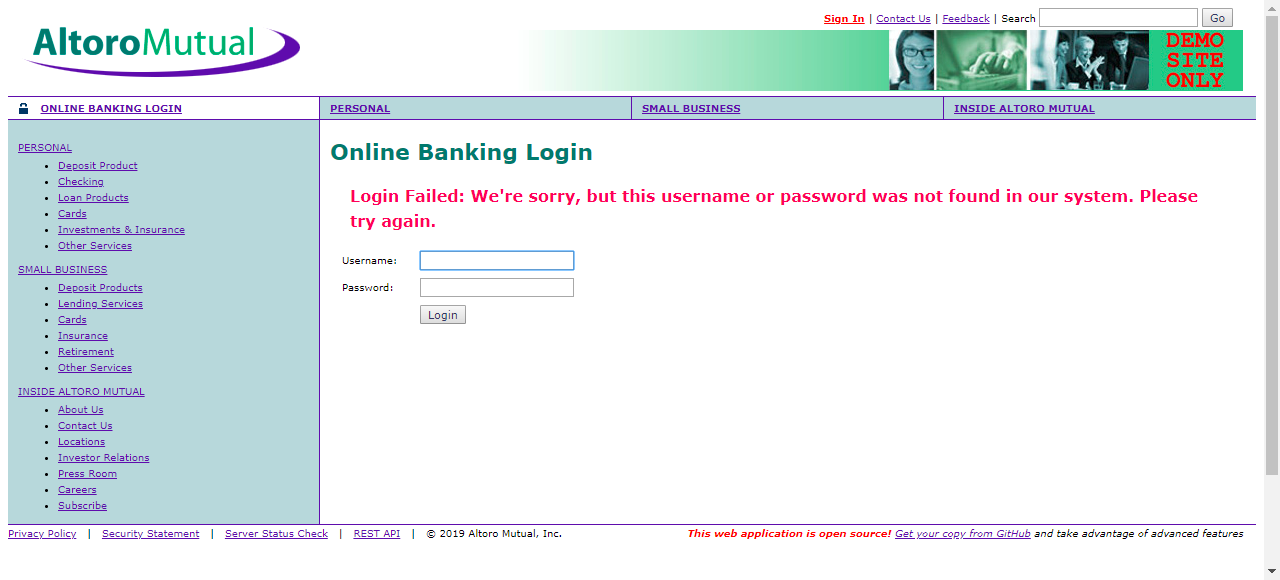 AltoroMutual
Sign In | Contact Us | Feedback | Search Go
DEMO
SITE
ONLY
ONLINE BANKING LOGIN
PERSONAL
SMALL BUSINESS
INSIDE ALTORO MUTUAL
PERSONAL
Deposit Product
Checking
Loan Products
Cards
Investments & Insurance
Other Services
SMALL BUSINESS
Deposit Products
Lending Services
Cards
Insurance
Retirement
Other Services
INSIDE ALTORO MUTUAL
About Us
Contact Us
Locations
Investor Relations
Press Room
Careers
Subscribe
Online Banking Login
Login Failed: We're sorry, but this username or password was not found in our system. Please
try again.
Username:
Password:
Login
Privacy Policy | Security Statement | Server Status Check | REST API | © 2019 Altoro Mutual, Inc.
This web application is open source! Get your copy from GitHub and take advantage of advanced features